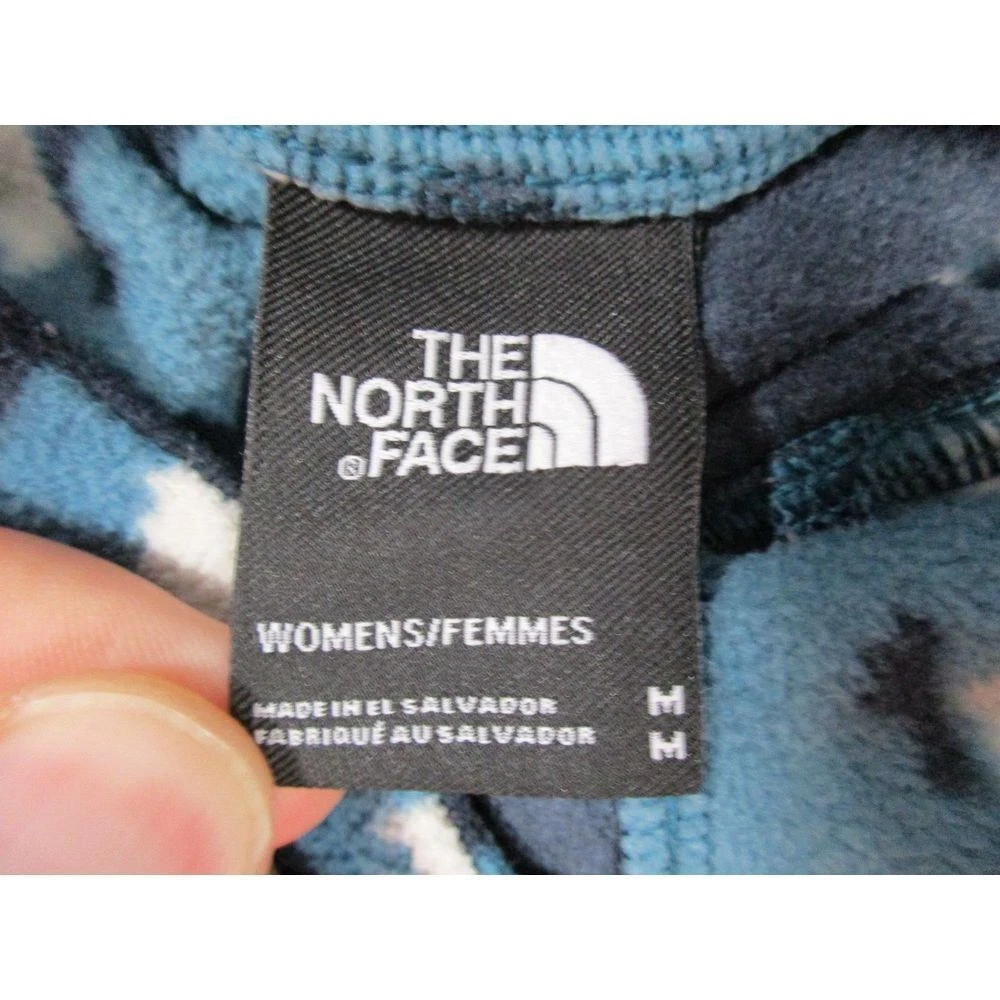 THE
NORTH
®FACE
WOMENS/FEMMES
MADE IN EL SALVADOR M
FABRIQUÉ AU SALVADOR M